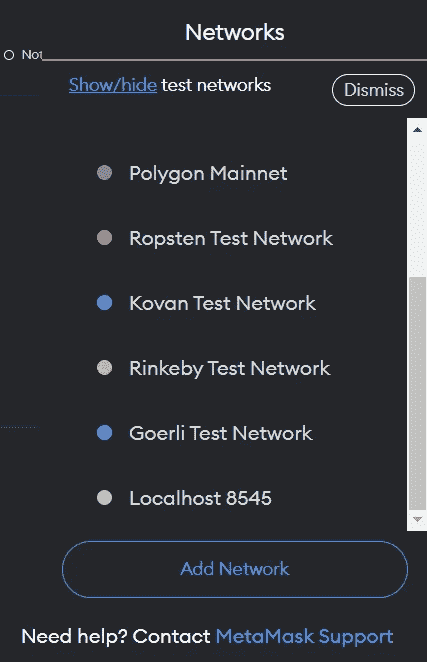 Networks
Not
Show/hide test networks
Dismiss
Polygon Mainnet
Ropsten Test Network
Kovan Test Network
Rinkeby Test Network
Goerli Test Network
Localhost 8545
Add Network
Need help? Contact MetaMask Support